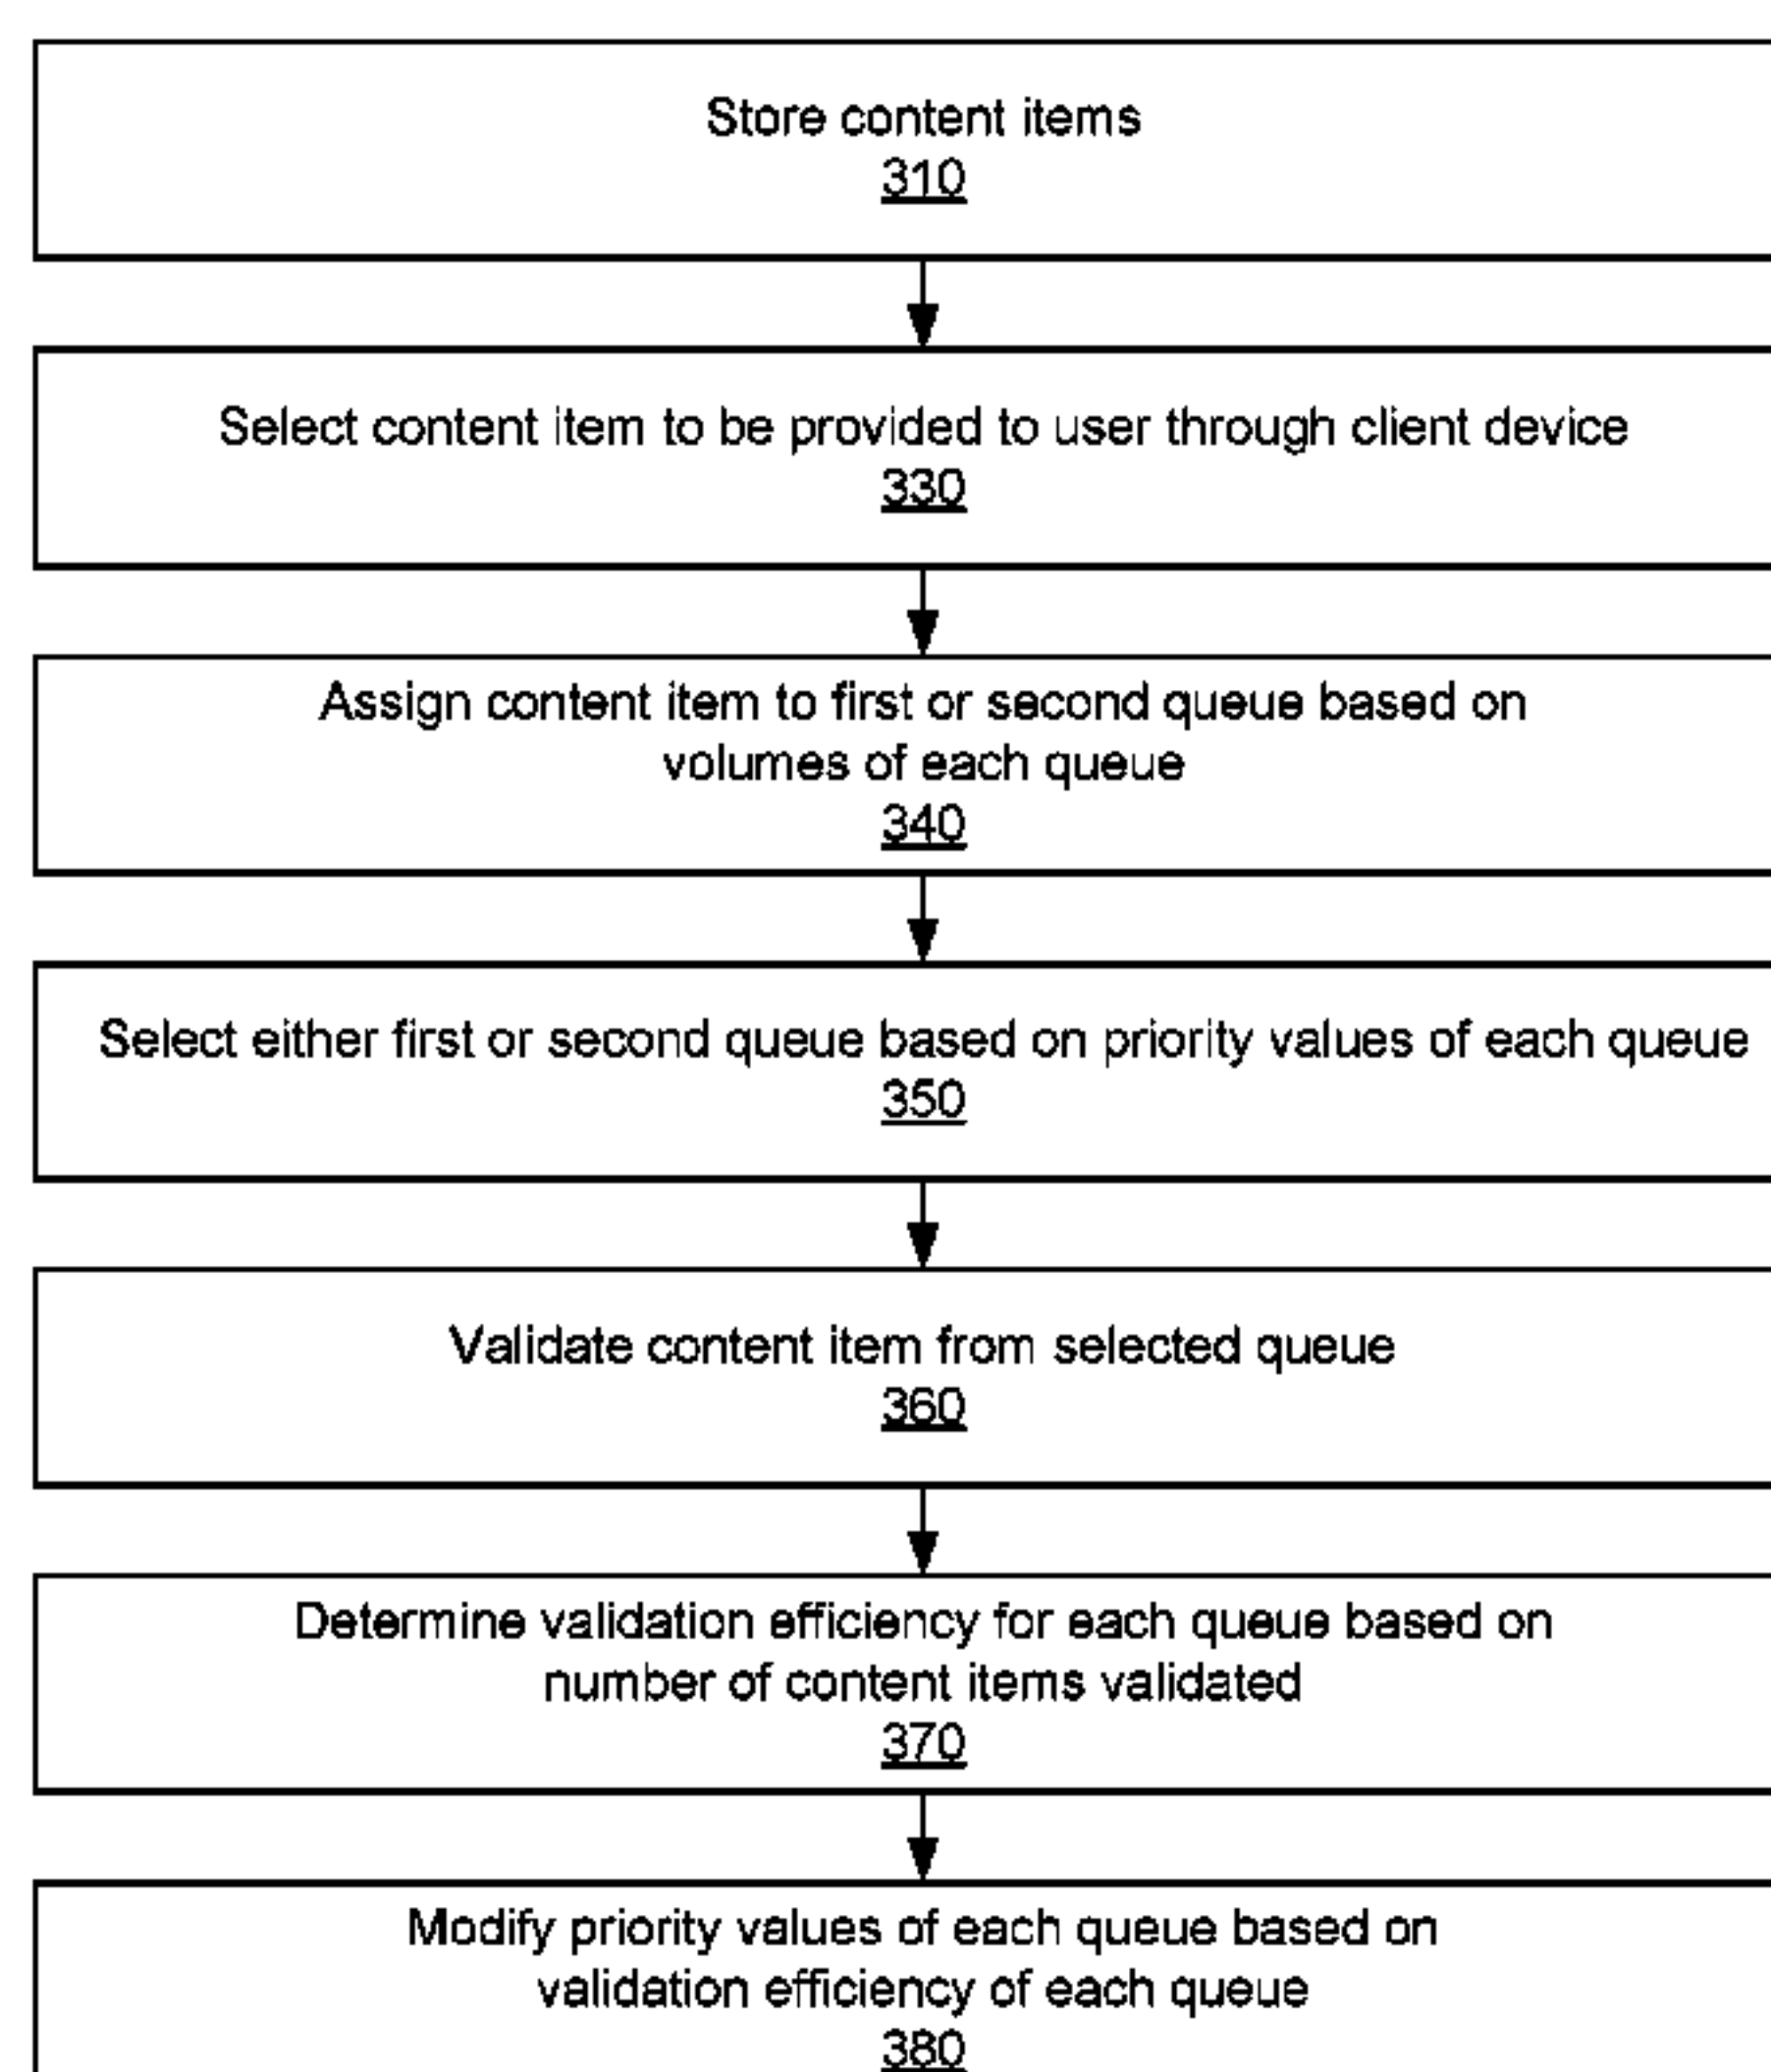 Store content items
310
Select content item to be provided to user through client device
330
Assign content item to first or second queue based on
volumes of each queue
340
Select either first or second queue based on priority values of each queue
350
Validate content item from selected queue
360
Determine validation efficiency for each queue based on
number of content items validated
370
Modify priority values of each queue based on
validation efficiency of each queue
380